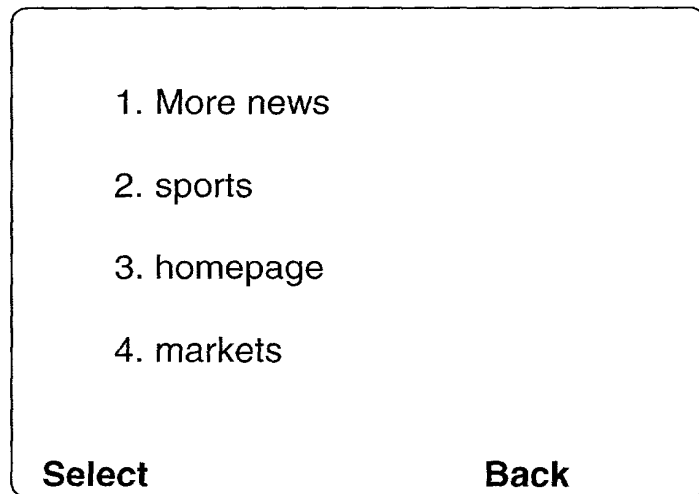 1. More news
2. sports
3. homepage
4. markets
Select Back